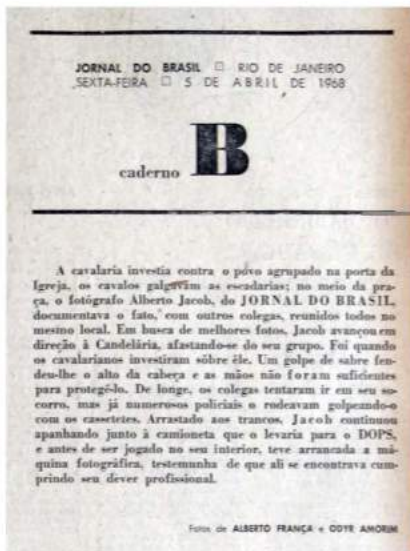 JORNAL DO BRASIL □ RIO DE JANEIRO
SEXTA-FEIRA □ 5 DE ABRIL DE 1968
caderno B
A cavalaria investia contra o povo agrupado na porta da
Igreja, os cavalos galgavam as escadarias; no meio da pra-
ça, o fotógrafo Alberto Jacob, do JORNAL DO BRASIL,
documentava o fato, com outros colegas, reunidos todos no
mesmo local. Em busca de melhores fotos, Jacob avançou em
direção à Candelária, afastando-se do seu grupo. Foi quando
os cavalarianos investiram sôbre êle. Um golpe de sabre fen-
deu-lhe o alto da cabeça e as mãos não foram suficientes
para protegê-lo. De longe, os colegas tentaram ir em seu so-
corro, mas já numerosos policiais o rodeavam golpeando-o
com os cassetetes. Arrastado aos trancos, Jacob continuou
apanhando junto à camioneta que o levaria para o DOPS,
e antes de ser jogado no seu interior, teve arrancada a má-
quina fotográfica, testemunha de que ali se encontrava cum-
prindo seu dever profissional.
Fotos de ALBERTO FRANÇA e ODYR AMORIM